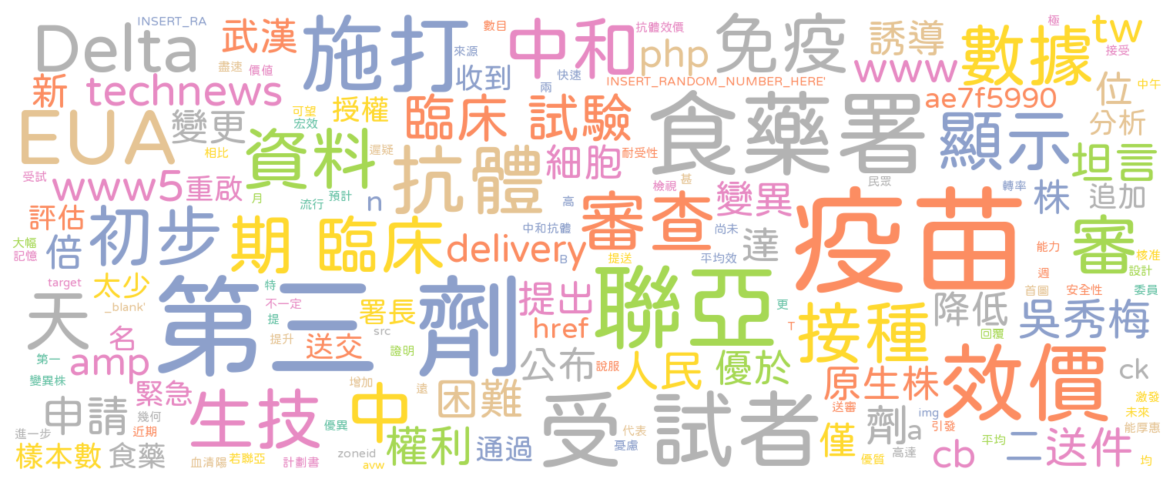 INSERT_RA
Delta
武漢
施打
中和
抗體效價
數目
來源
php
免疫
誘導
數據
tw
接受
極
盡速
價值
收到
兩
快速
www
新
technews
INSERT_RANDOM_NUMBER_HERE'
ae7f5990
位
中午
分析
EUA
變更
可望
宏效
授權
臨床 試驗
食藥署
顯示
坦言
相比
資料
遲疑
抗體
細胞
耐受性
受試
www5
重啟
月
流行
預計
n
檢視
甚
民眾
變異
轉率
株
追加
評估
倍
初步
期 臨床
delivery
中和抗體
B
審查
提送
尚未
平均效
達
疫苗
能力
審
核准
設計
大幅
記憶
target
_blank'
太少
天
第三劑
特
不一定
提
提升
署長
src
證明
送交
提出
href
聯亞
更
T
接種
週
首圖
安全性
委員
降低
回覆
吳秀梅
名
第一
amp
變異株
緊急
公布
說服
人民
優於
原生株
效價
ck
增加
遠
中
困難
申請
幾何
近期
進一步
生技
優異
受試者
代表
憂慮
送審
僅
劑
a
img
引發
激發
未來
能厚惠
樣本數
食藥
血清陽
若聯亞
計劃書
zoneid
avw
權利
通過
優質
高達
cb
平均
二
送件
均
高